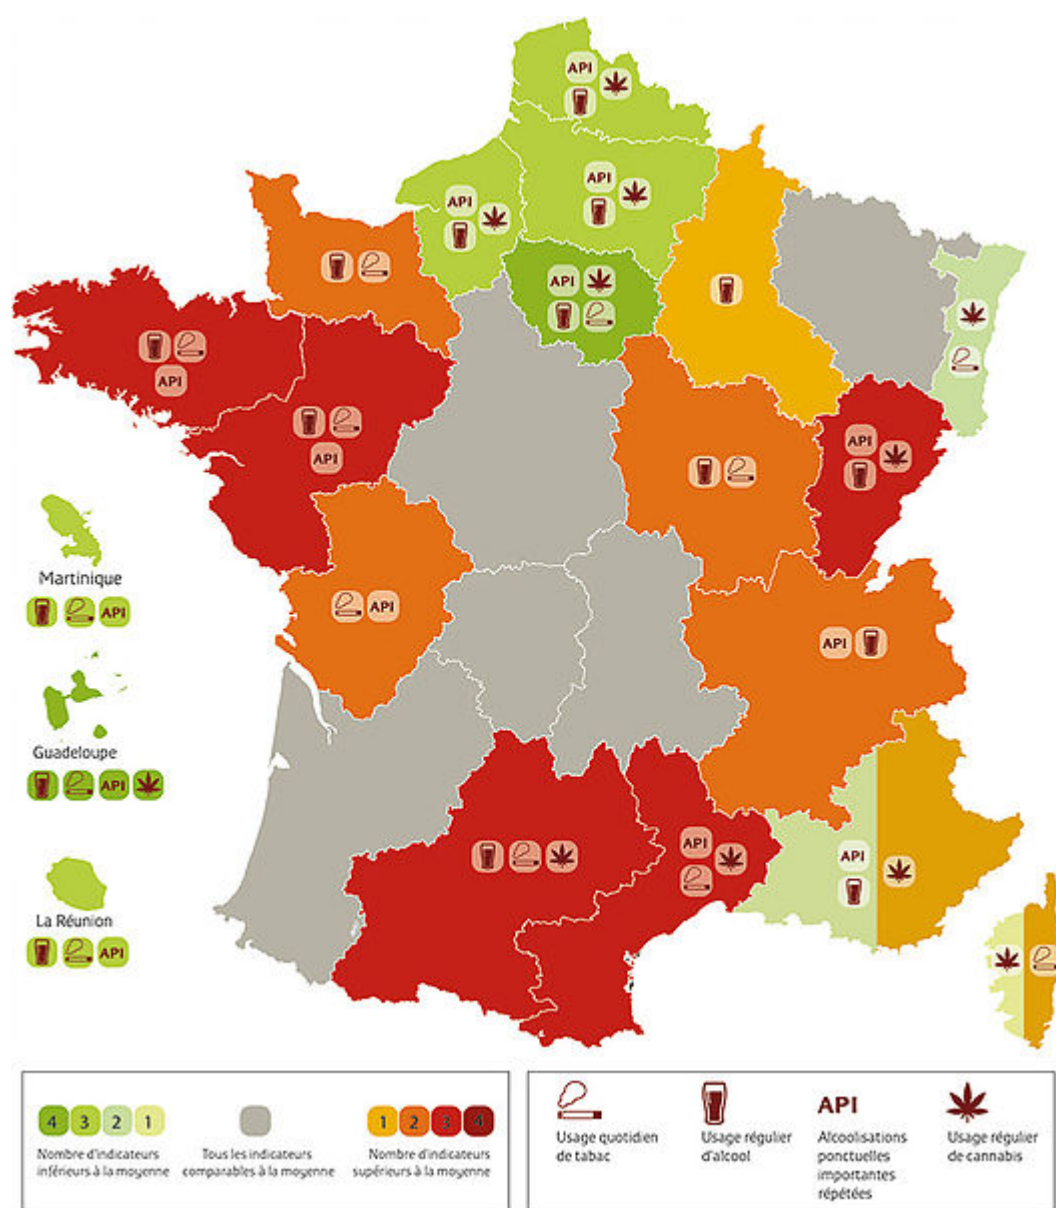 API
API
API
API
API
API
API
Martinique
API
API
API
Guadeloupe
API
API
API
La Réunion
API
4 3 2 1
Nombre d'indicateurs
inférieurs à la moyenne
Tous les indicateurs
comparables à la moyenne
1 2 3 4
Nombre d'indicateurs
supérieurs à la moyenne
Usage quotidien
de tabac
Usage régulier
d'alcool
API
Alcoolisations
ponctuelles
importantes
répétées
Usage régulier
de cannabis